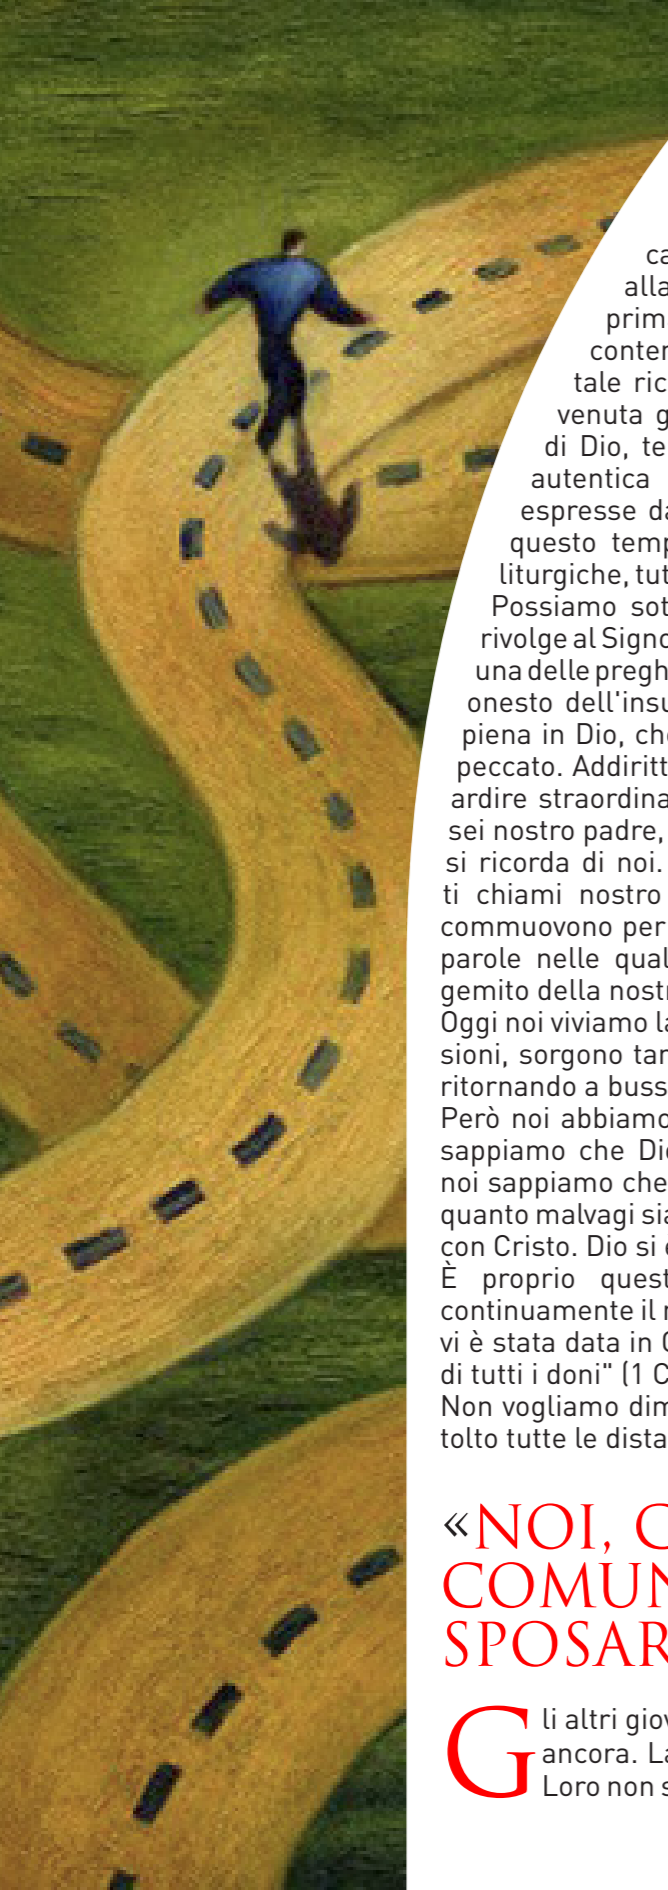 ca
alla
prim
conter
tale ric
venuta g
di Dio, te
autentica
espresse da
questo temp
liturgiche, tut
Possiamo sot
rivolge al Signo
una delle pregh
onesto dell'insu
piena in Dio, che
peccato. Addiritt
ardire straordina
sei nostro padre,
si ricorda di noi.
ti chiami nostro
commuovono per
parole nelle qual
gemito della nostr
Oggi noi viviamo la
sioni, sorgono tar
ritornando a buss
Però noi abbiamo
sappiamo che Dio
noi sappiamo che
quanto malvagi sia
con Cristo. Dio si e
È proprio quest
continuamente il r
vi è stata data in C
di tutti i doni" (1 C
Non vogliamo dim
tolto tutte le dista
«NOI, C
COMUN
SPOSAR
Gli altri giov
ancora. La
Loro non s